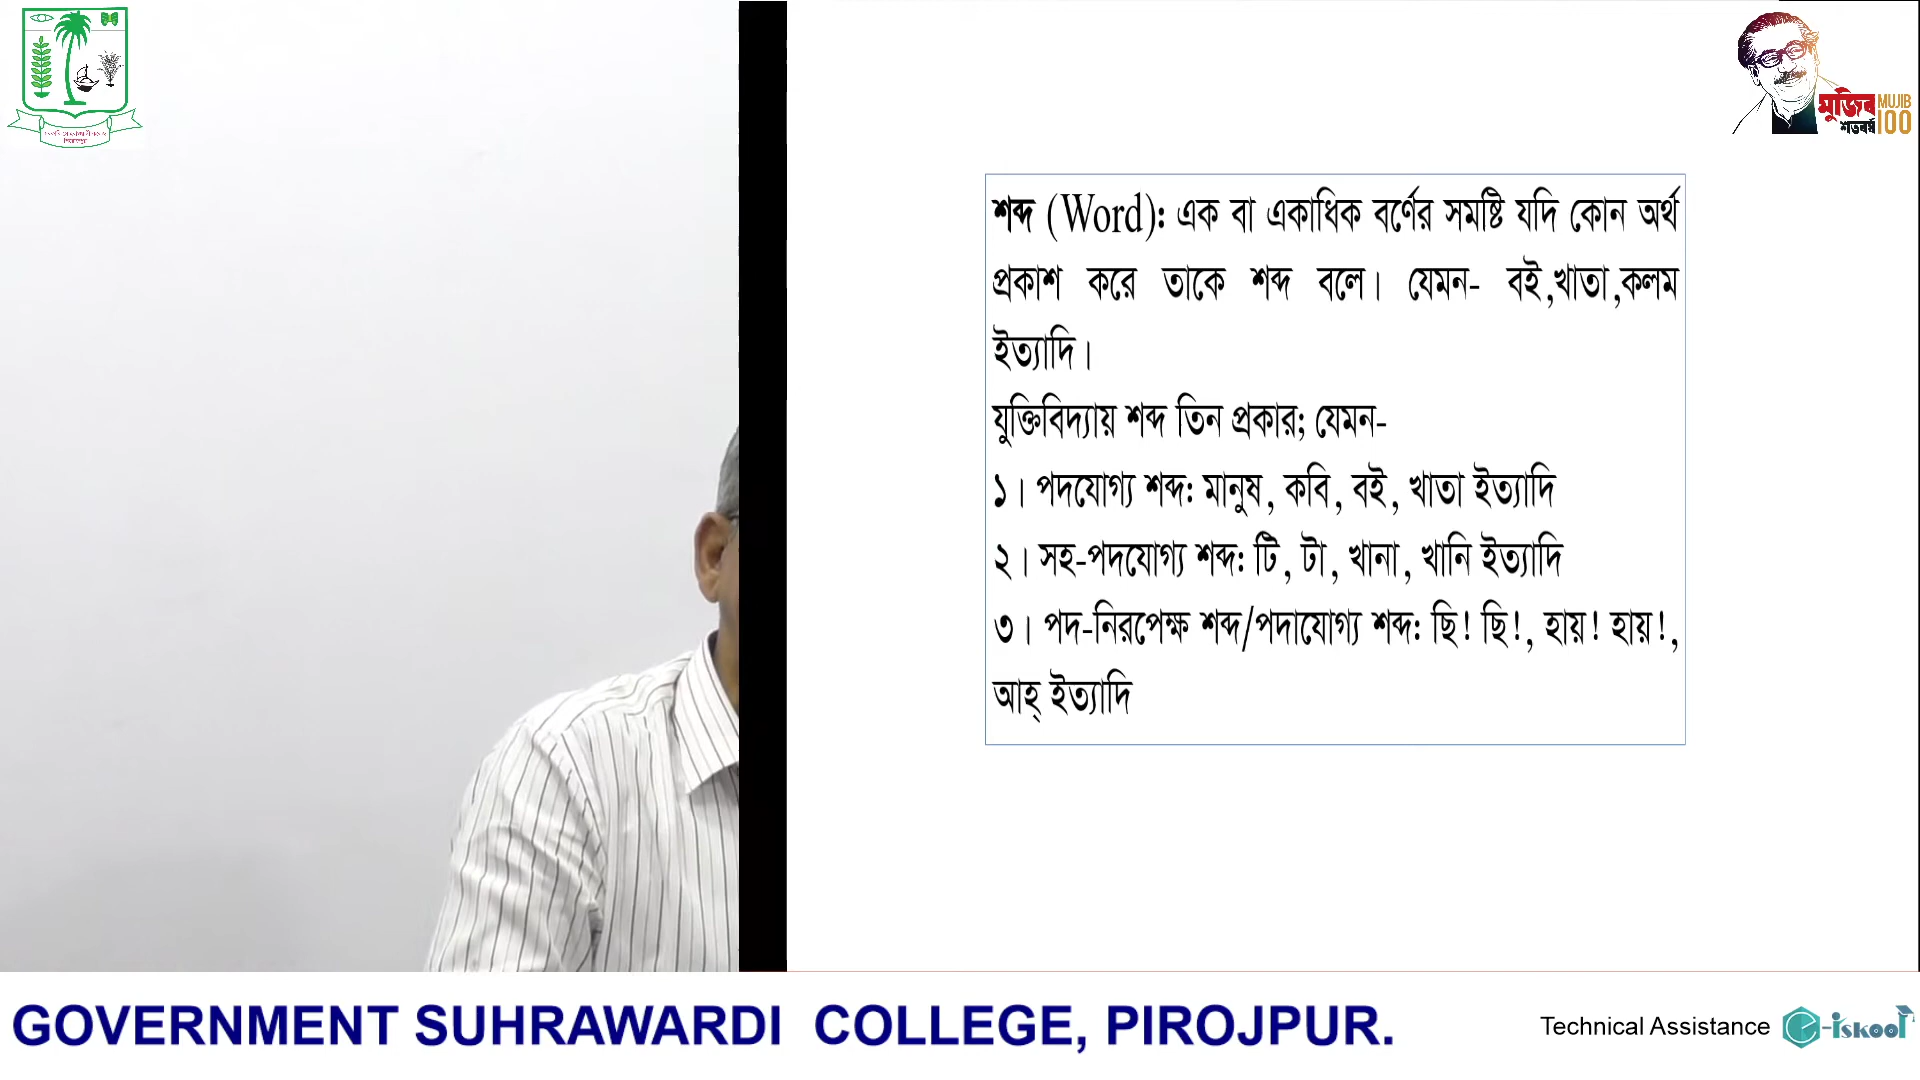 মুজিব
শতবর্ষ
MUJIB
100
শব্দ (Word): এক বা একাধিক বর্ণের সমষ্টি যদি কোন অর্থ
প্রকাশ করে তাকে শব্দ বলে। যেমন- বই,খাতা,কলম
ইত্যাদি।
যুক্তিবিদ্যায় শব্দ তিন প্রকার; যেমন-
১। পদযোগ্য শব্দ: মানুষ, কবি, বই, খাতা ইত্যাদি
২। সহ-পদযোগ্য শব্দ: টি, টা, খানা, খানি ইত্যাদি
৩। পদ-নিরপেক্ষ শব্দ/পদাযোগ্য শব্দ: ছি! ছি!, হায়! হায়!,
আহ্ ইত্যাদি
GOVERNMENT SUHRAWARDI COLLEGE, PIROJPUR.
Technical Assistance e-iskool